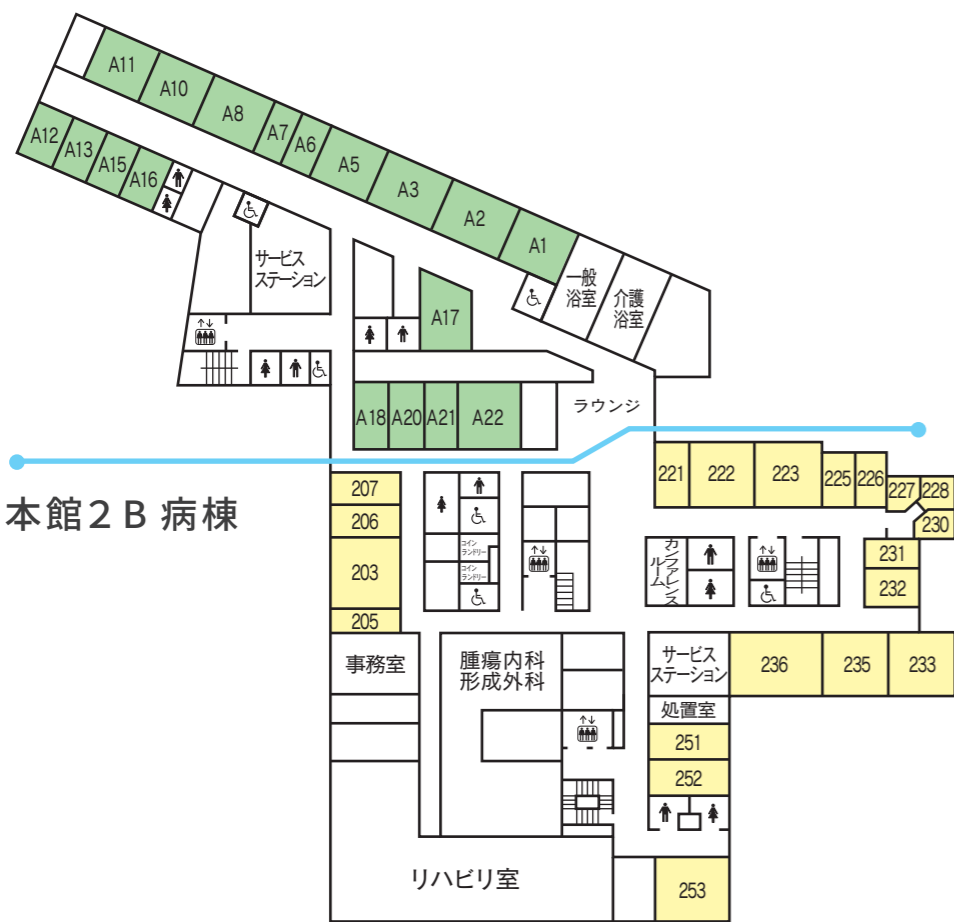 A11
A10
A8
A7
A6
A5
A3
A2
A1
A12
A13
A15
A16
サービス
ステーション
一般
浴室
介護
浴室
A17
A18
A20
A21
A22
ラウンジ
本館2B病棟
207
206
203
205
コイン
ランドリー
コイン
ランドリー
221
222
223
225
226
227
228
230
231
232
カンファレンス
ルーム
事務室
腫瘍内科
形成外科
サービス
ステーション
236
235
233
処置室
251
252
リハビリ室
253